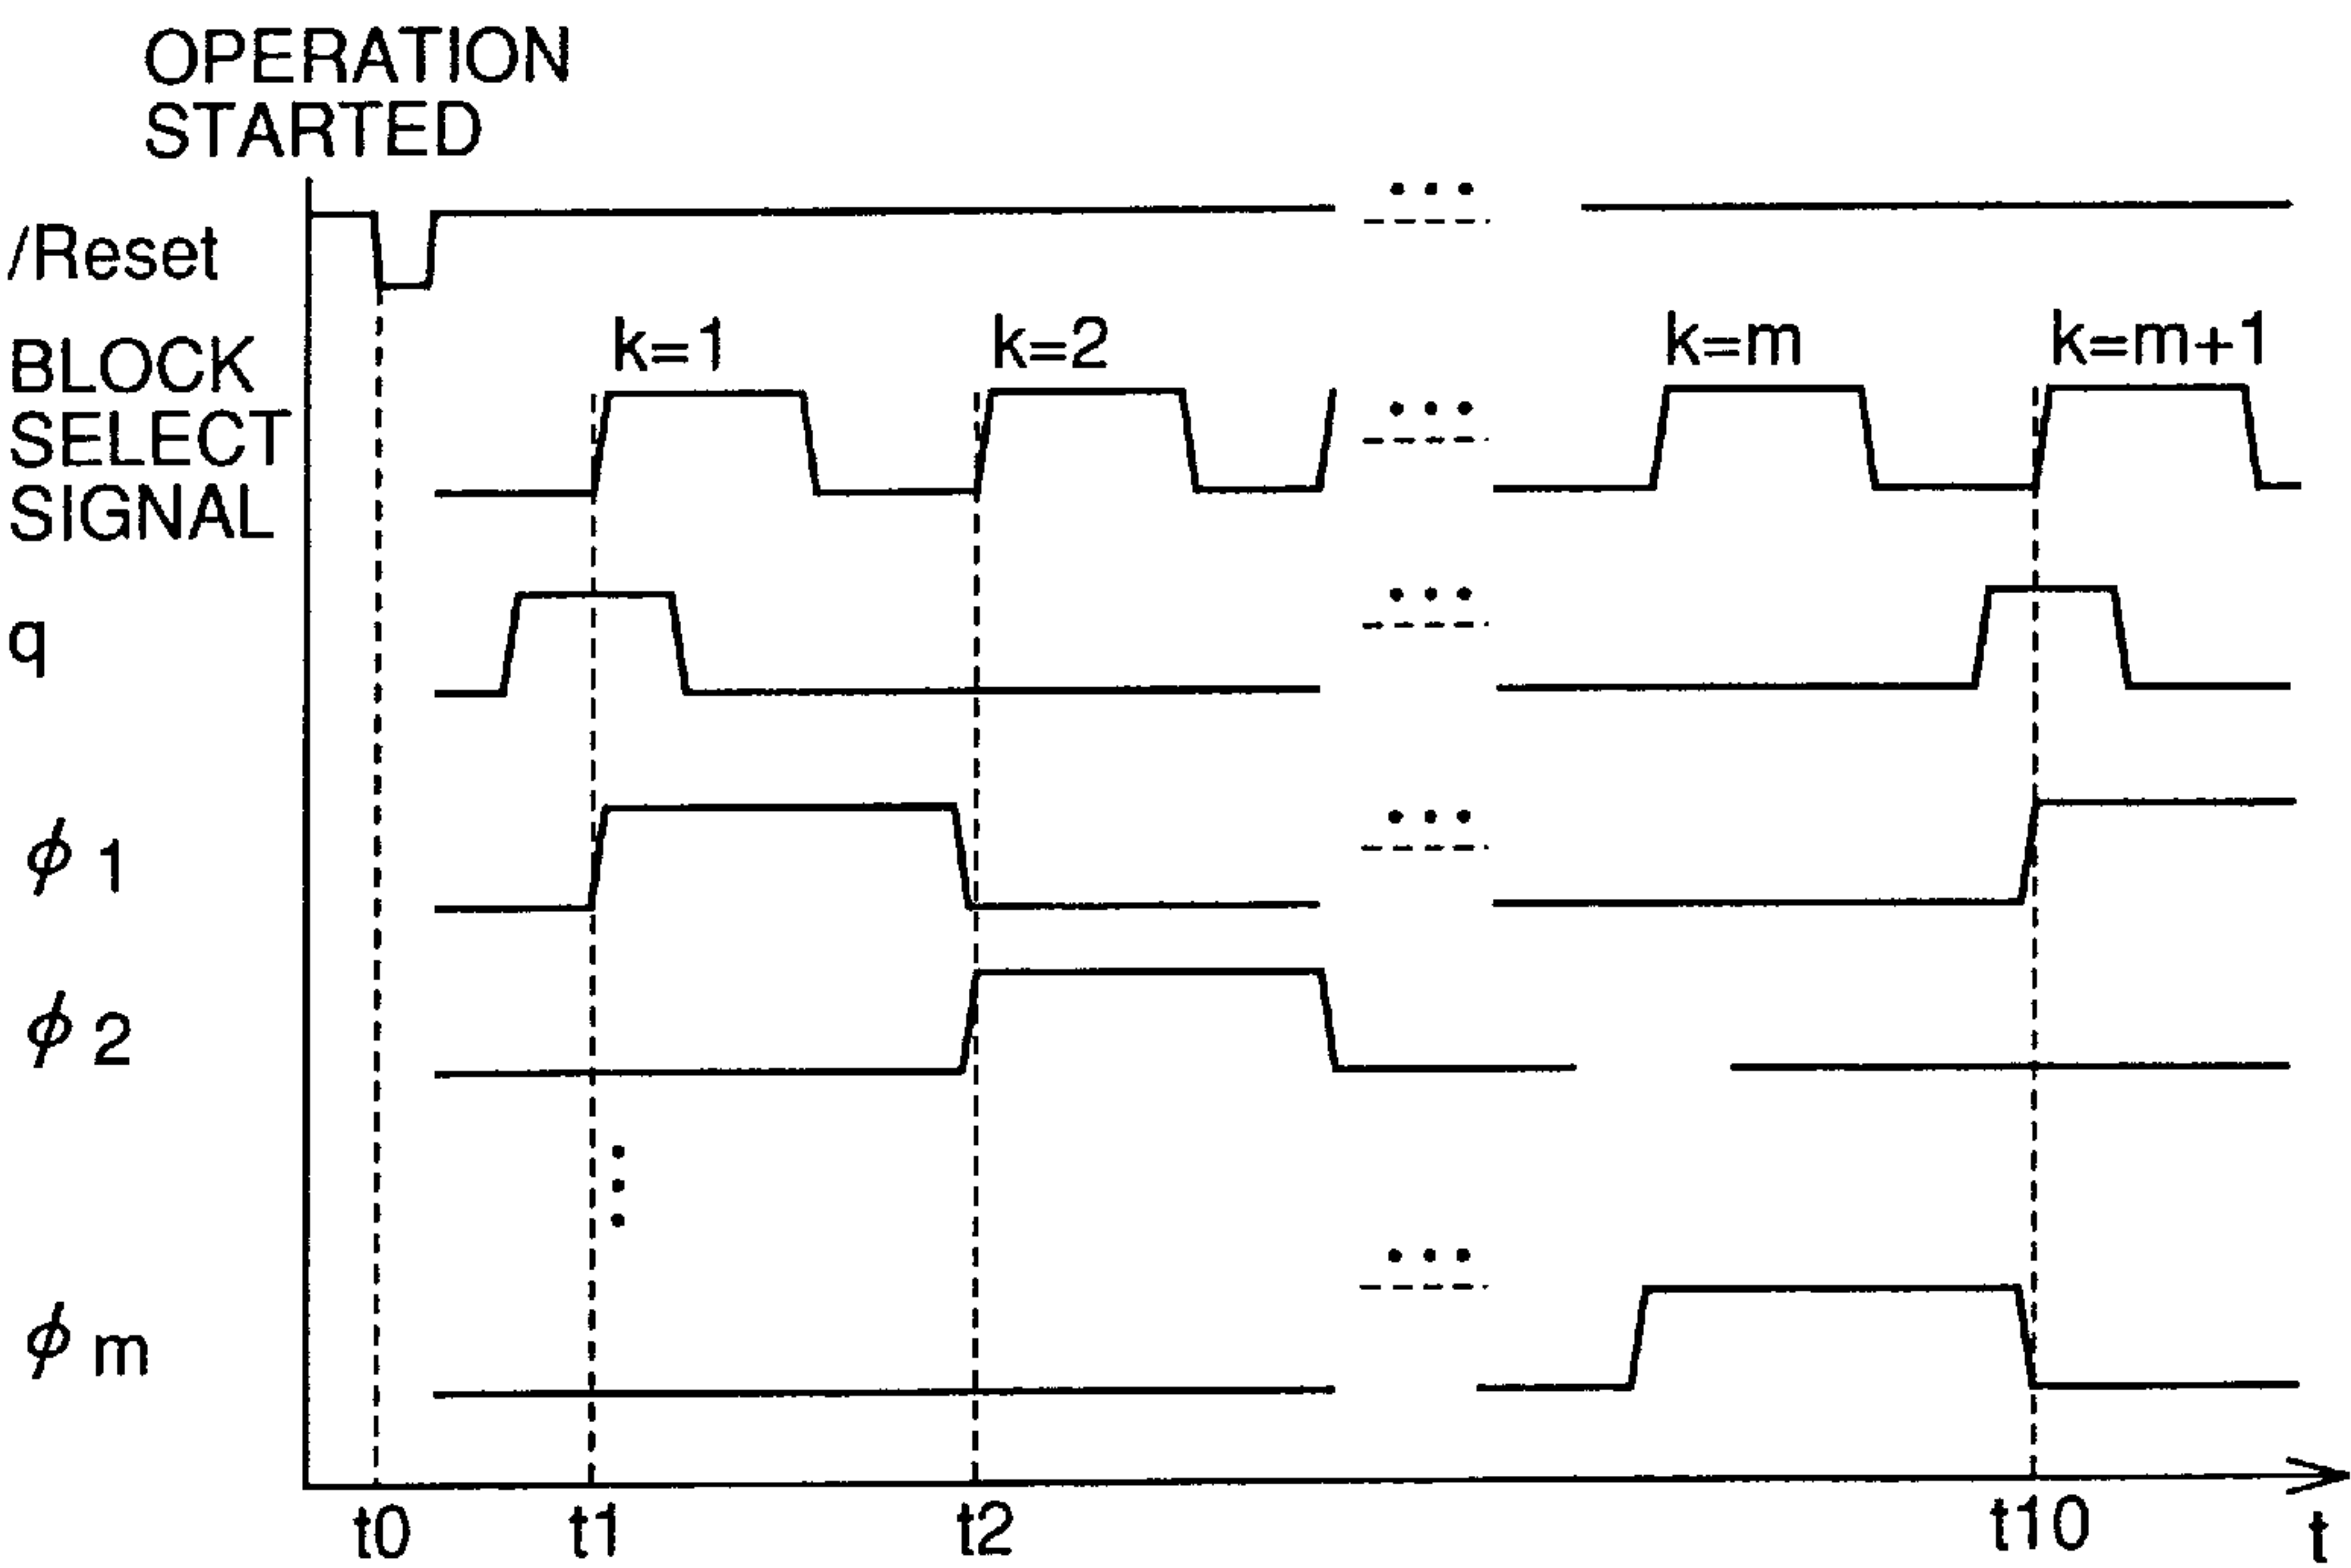 OPERATION
STARTED
/Reset
k=1
k=2
k=m
k=m+1
BLOCK
SELECT
SIGNAL
q
ϕ 1
ϕ 2
ϕ m
t0
t1
t2
t10
t